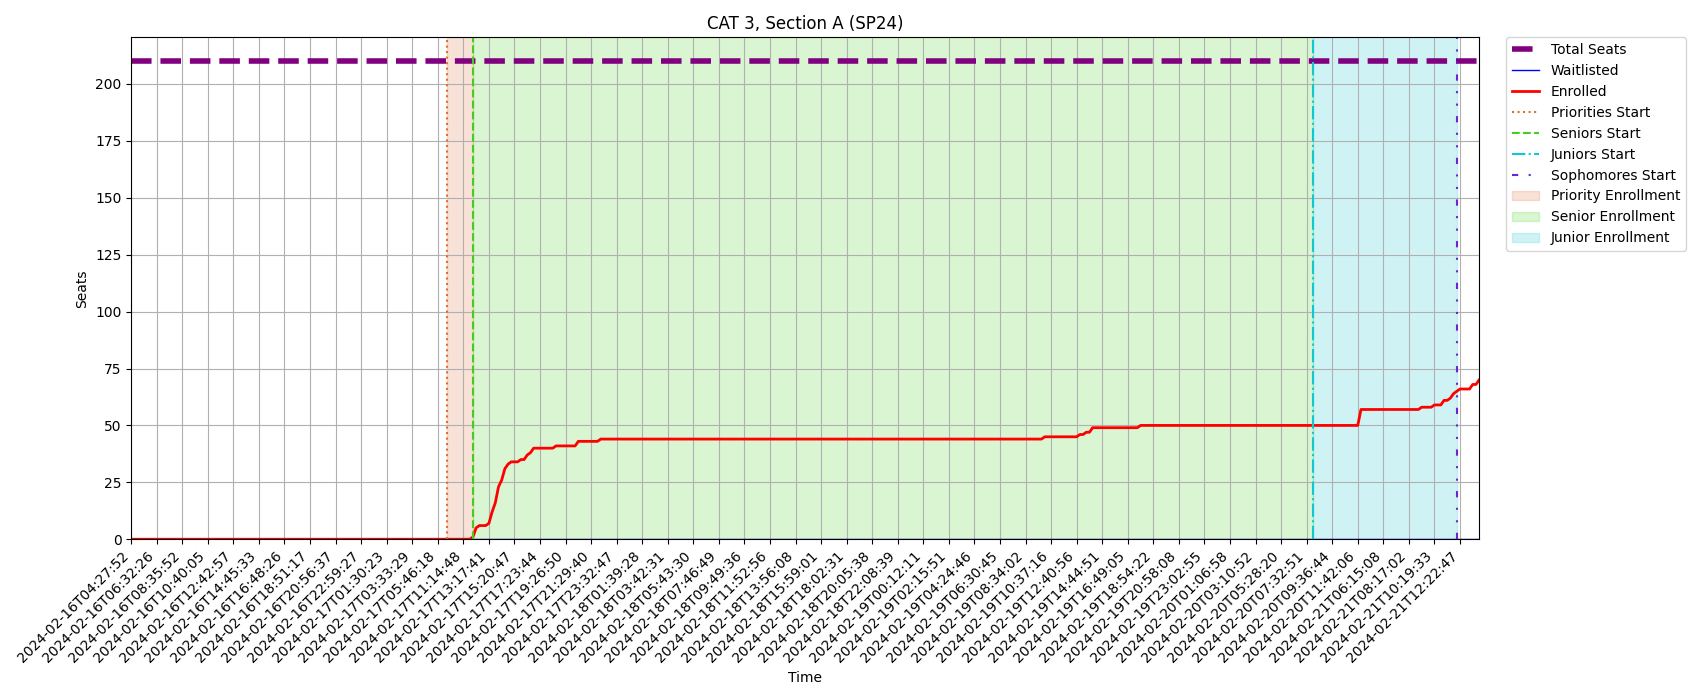 CAT 3, Section A (SP24)
Total Seats
Waitlisted
Enrolled
Priorities Start
Seniors Start
Juniors Start
Sophomores Start
Priority Enrollment
Senior Enrollment
Junior Enrollment
Seats
200
175
150
125
100
75
50
25
0
2024-02-16T04:27:52
2024-02-16T06:32:26
2024-02-16T08:35:52
2024-02-16T10:40:05
2024-02-16T12:42:57
2024-02-16T14:45:33
2024-02-16T16:48:26
2024-02-16T18:51:17
2024-02-16T20:56:37
2024-02-16T22:59:27
2024-02-17T01:30:23
2024-02-17T03:33:29
2024-02-17T05:46:18
2024-02-17T11:14:48
2024-02-17T13:17:41
2024-02-17T15:20:47
2024-02-17T17:23:44
2024-02-17T19:26:50
2024-02-17T21:29:40
2024-02-17T23:32:47
2024-02-18T01:39:28
2024-02-18T03:42:31
2024-02-18T05:43:30
2024-02-18T07:46:49
2024-02-18T09:49:36
2024-02-18T11:52:56
2024-02-18T13:56:08
2024-02-18T15:59:01
2024-02-18T18:02:31
2024-02-18T20:05:38
2024-02-18T22:08:39
2024-02-19T00:12:11
2024-02-19T02:15:51
2024-02-19T04:24:46
2024-02-19T06:30:45
2024-02-19T08:34:02
2024-02-19T10:37:16
2024-02-19T12:40:56
2024-02-19T14:44:51
2024-02-19T16:49:05
2024-02-19T18:54:22
2024-02-19T20:58:08
2024-02-19T23:02:55
2024-02-20T01:06:58
2024-02-20T03:10:52
2024-02-20T05:28:20
2024-02-20T07:32:51
2024-02-20T09:36:44
2024-02-20T11:42:06
2024-02-21T06:15:08
2024-02-21T08:17:02
2024-02-21T10:19:33
2024-02-21T12:22:47
Time